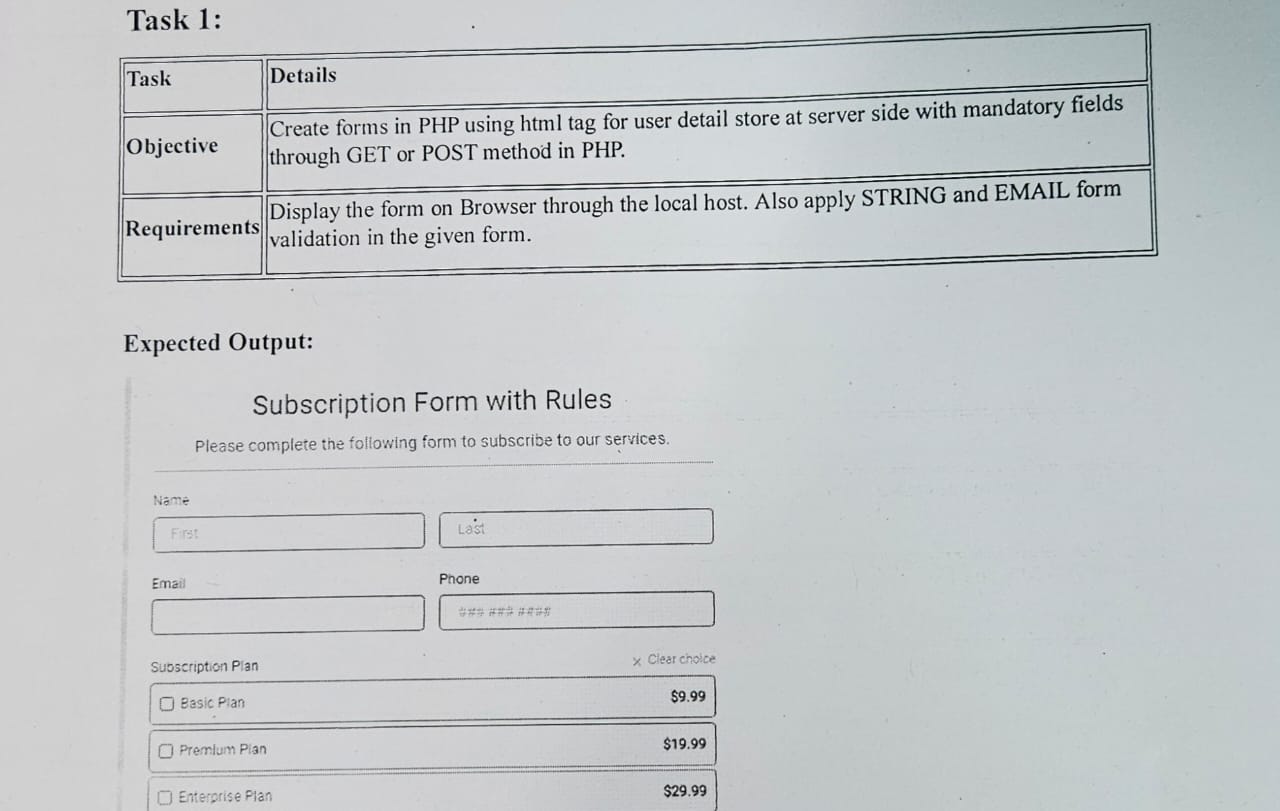 Task 1:
Task
Details
Objective
Create forms in PHP using html tag for user detail store at server side with mandatory fields
through GET or POST method in PHP.
Requirements
Display the form on Browser through the local host. Also apply STRING and EMAIL form
validation in the given form.
Expected Output:
Subscription Form with Rules
Please complete the following form to subscribe to our services.
Name
First
Last
Email
Phone
### ### ####
Subscription Plan
× Clear choice
Basic Plan
$9.99
Premium Plan
$19.99
Enterprise Plan
$29.99